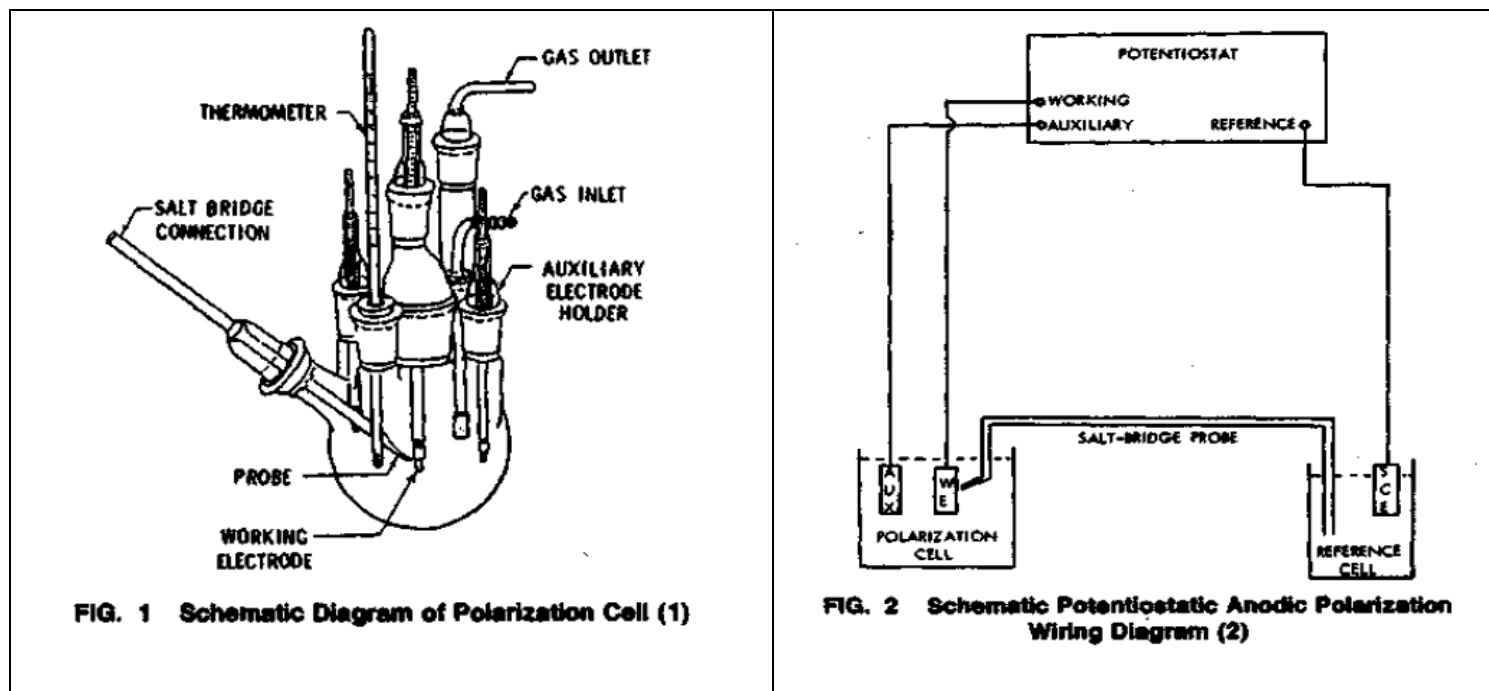 GAS OUTLET
THERMOMETER
GAS INLET
SALT BRIDGE
CONNECTION
AUXILIARY
ELECTRODE
HOLDER
PROBE
WORKING
ELECTRODE
FIG. 1 Schematic Diagram of Polarization Cell (1)
POTENTIOSTAT
WORKING
AUXILIARY
REFERENCE
SALT-BRIDGE PROBE
AUX
WE
SCE
POLARIZATION
CELL
REFERENCE
CELL
FIG. 2 Schematic Potentiostatic Anodic Polarization
Wiring Diagram (2)